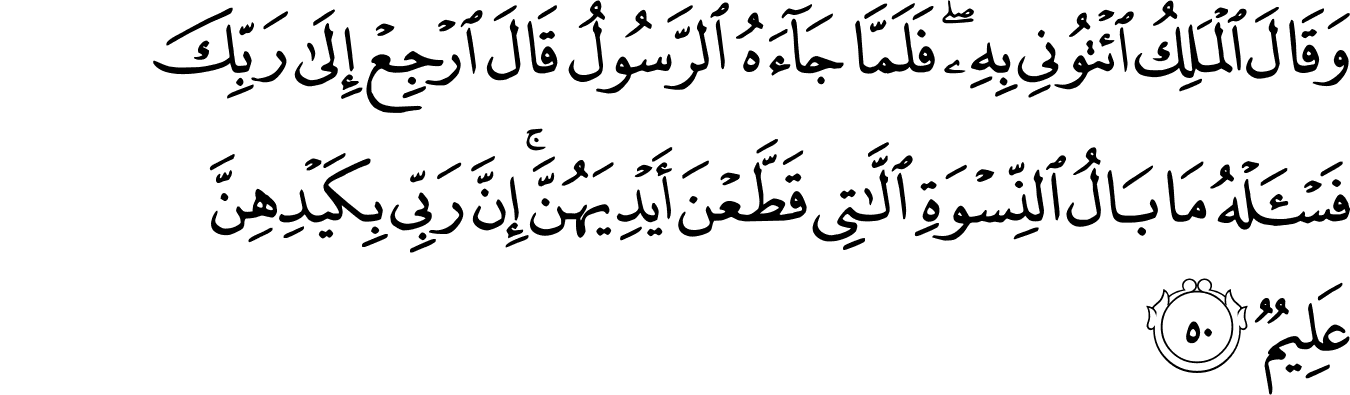 وَقَالَ ٱلْمَلِكُ ٱئْتُونِى بِهِۦ ۖ فَلَمَّا جَآءَهُ ٱلرَّسُولُ قَالَ ٱرْجِعْ إِلَىٰ رَبِّكَ
فَسْـَٔلْهُ مَا بَالُ ٱلنِّسْوَةِ ٱلَّـٰتِى قَطَّعْنَ أَيْدِيَهُنَّ ۚ إِنَّ رَبِّى بِكَيْدِهِنَّ
عَلِيمٌ ٥٠